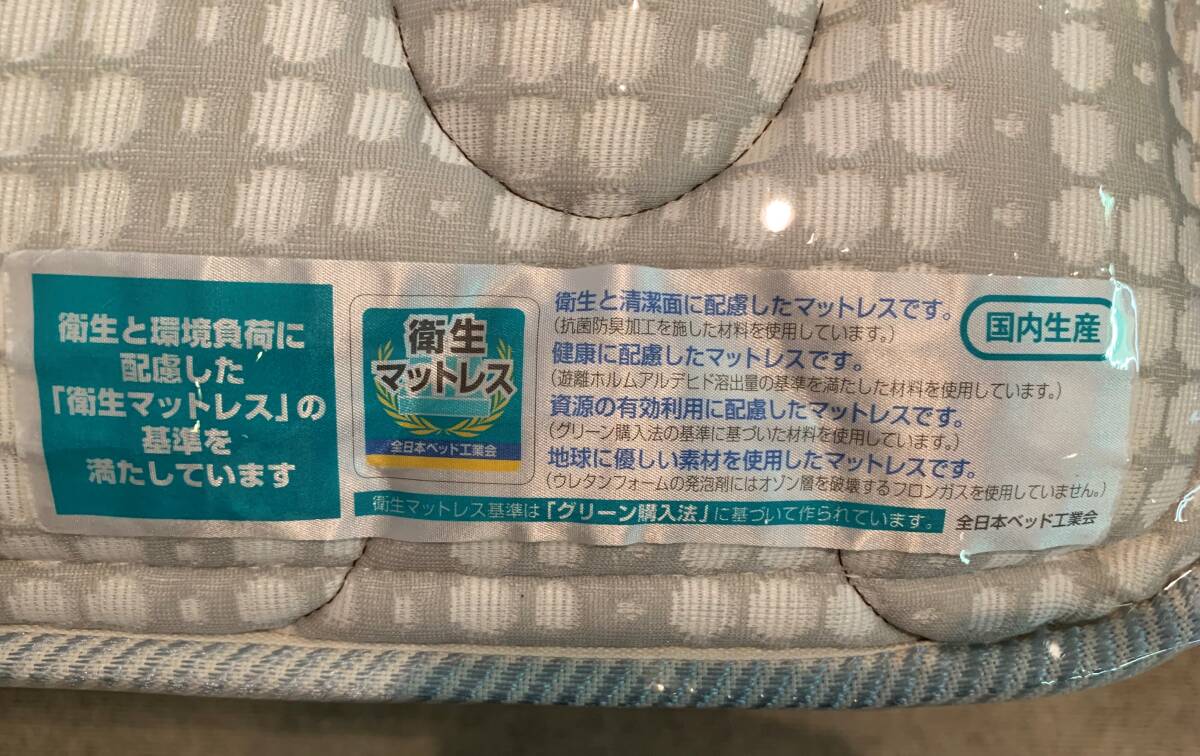 衛生と環境負荷に
配慮した
「衛生マットレス」の
基準を
満たしています
衛生
マットレス
全日本ベッド工業会
衛生と清潔面に配慮したマットレスです。
(抗菌防臭加工を施した材料を使用しています。)
健康に配慮したマットレスです。
(遊離ホルムアルデヒド溶出量の基準を満たした材料を使用しています。)
資源の有効利用に配慮したマットレスです。
(グリーン購入法の基準に基づいた材料を使用しています。)
地球に優しい素材を使用したマットレスです。
(ウレタンフォームの発泡剤にはオゾン層を破壊するフロンガスを使用していません。)
国内生産
衛生マットレス基準は「グリーン購入法」に基づいて作られています。
全日本ベッド工業会